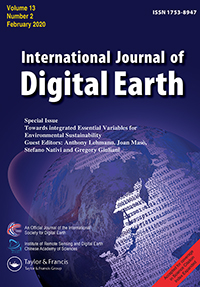 Volume 13
Number 2
February 2020
ISSN 1753-8947
International Journal of
Digital Earth
Special Issue
Towards integrated Essential Variables for
Environmental Sustainability
Guest Editors: Anthony Lehmann, Joan Masó,
Stefano Nativi and Gregory Giuliani
An Official Journal of the International
Society for Digital Earth
Institute of Remote Sensing and Digital Earth
Chinese Academy of Sciences
Taylor & Francis
Taylor & Francis Group